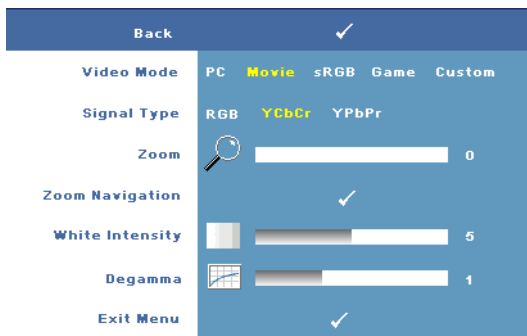 Back
Video Mode PC Movie sRGB Game Custom
Signal Type RGB YCbCr YPbPr
Zoom 0
Zoom Navigation
White Intensity 5
Degamma 1
Exit Menu